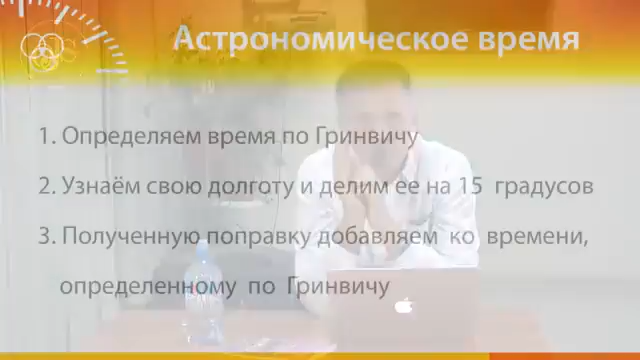 Астрономическое время
1. Определяем время по Гринвичу
2. Узнаём свою долготу и делим ее на 15 градусов
3. Полученную поправку добавляем ко времени,
определенному по Гринвичу